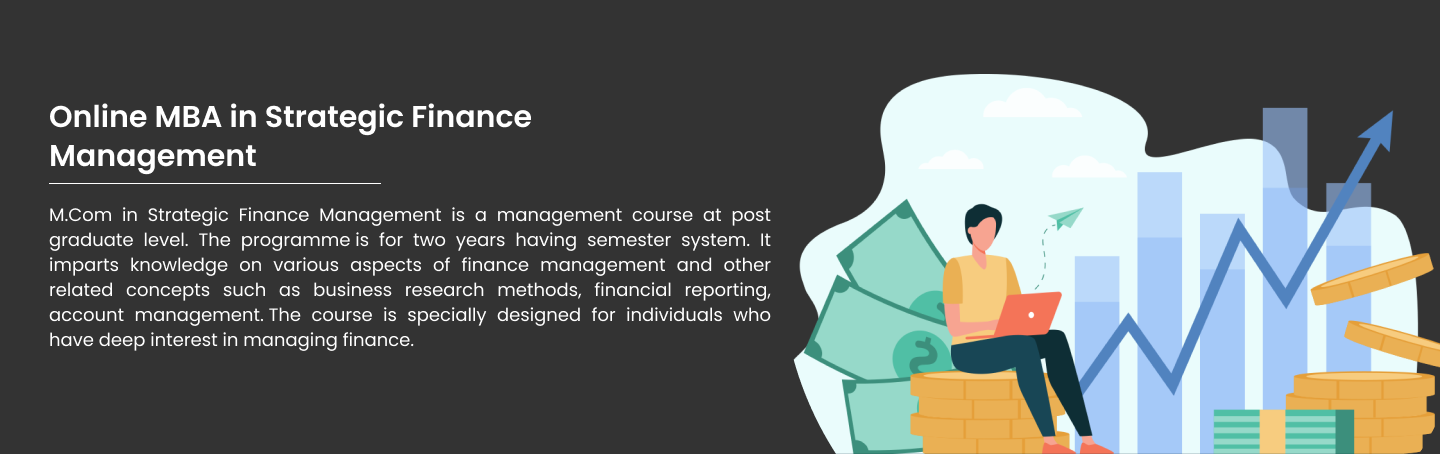 Online MBA in Strategic Finance
Management
M.Com in Strategic Finance Management is a management course at post
graduate level. The programme is for two years having semester system. It
imparts knowledge on various aspects of finance management and other
related concepts such as business research methods, financial reporting,
account management. The course is specially designed for individuals who
have deep interest in managing finance.
$